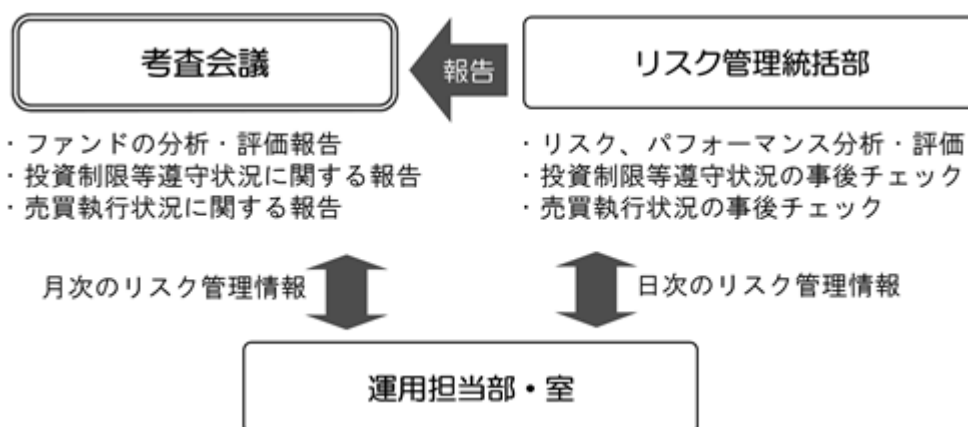 考査会議
報告
リスク管理統括部
・ファンドの分析・評価報告
・投資制限等遵守状況に関する報告
・売買執行状況に関する報告
・リスク、パフォーマンス分析・評価
・投資制限等遵守状況の事後チェック
・売買執行状況の事後チェック
月次のリスク管理情報
日次のリスク管理情報
運用担当部・室